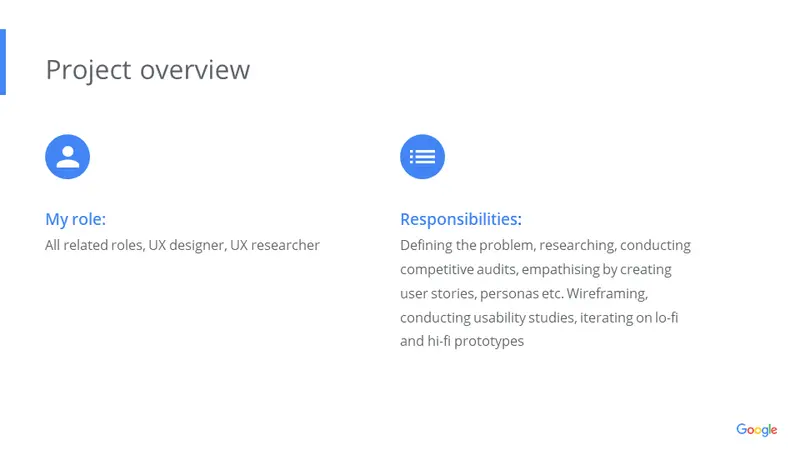 Project overview
My role:
All related roles, UX designer, UX researcher
Responsibilities:
Defining the problem, researching, conducting
competitive audits, empathising by creating
user stories, personas etc. Wireframing,
conducting usability studies, iterating on lo-fi
and hi-fi prototypes
Google